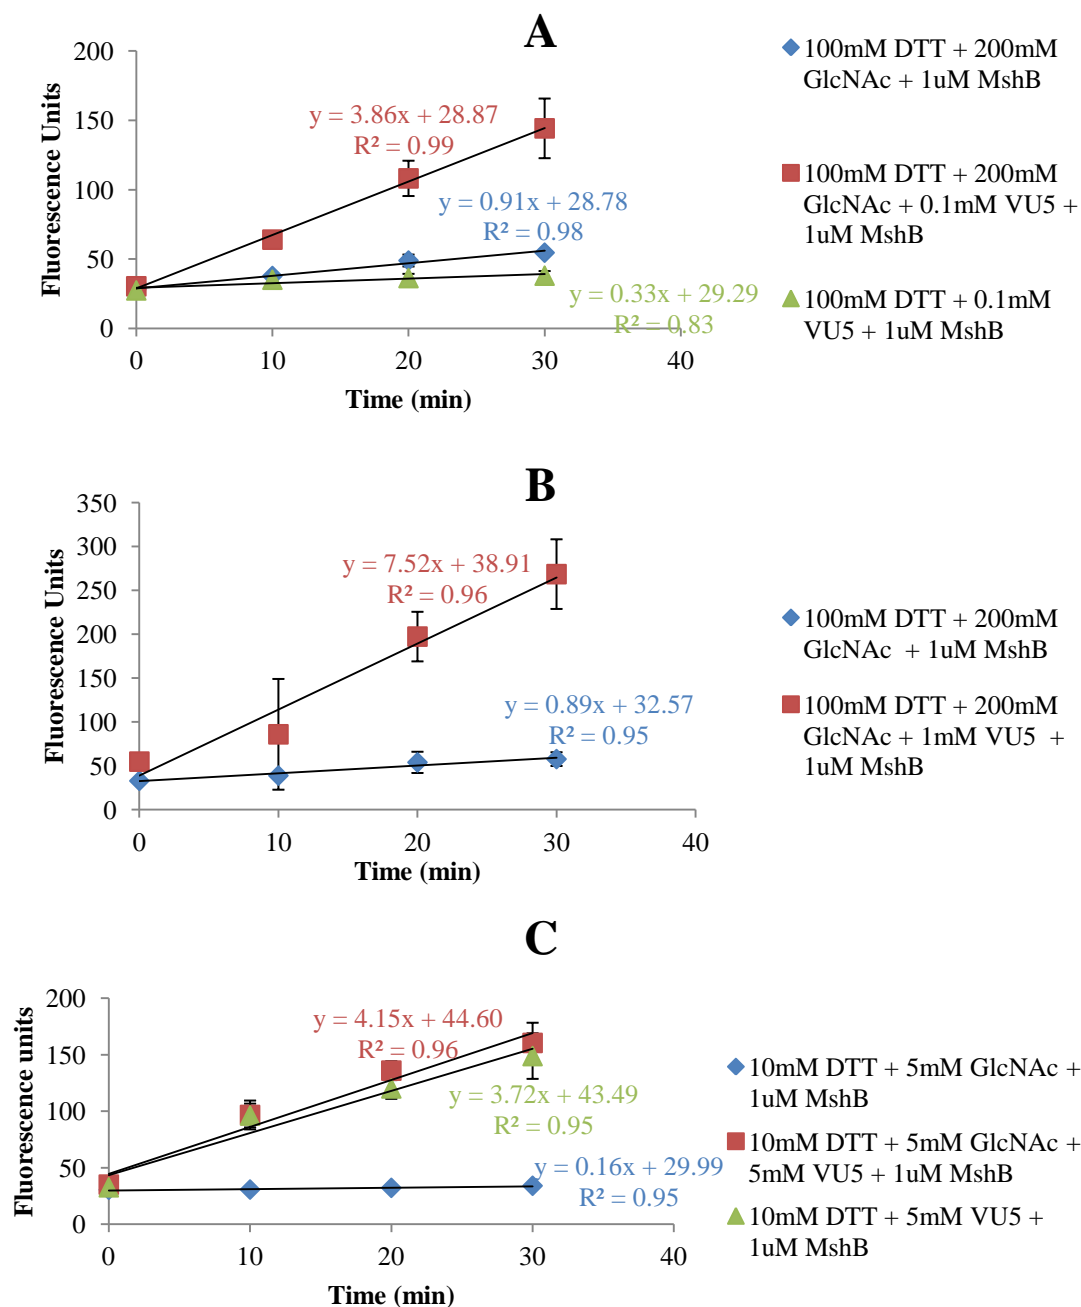 A
200
150
100
50
0
Fluorescence Units
y = 3.86x + 28.87
R² = 0.99
y = 0.91x + 28.78
R² = 0.98
y = 0.33x + 29.29
R² = 0.83
0 10 20 30 40
Time (min)
100mM DTT + 200mM
GlcNAc + 1uM MshB
100mM DTT + 200mM
GlcNAc + 0.1mM VU5 +
1uM MshB
100mM DTT + 0.1mM
VU5 + 1uM MshB
B
350
300
250
200
150
100
50
0
Fluorescence Units
y = 7.52x + 38.91
R² = 0.96
y = 0.89x + 32.57
R² = 0.95
0 10 20 30 40
Time (min)
100mM DTT + 200mM
GlcNAc + 1uM MshB
100mM DTT + 200mM
GlcNAc + 1mM VU5 +
1uM MshB
C
200
150
100
50
0
Fluorescence units
y = 4.15x + 44.60
R² = 0.96
y = 3.72x + 43.49
R² = 0.95
y = 0.16x + 29.99
R² = 0.95
0 10 20 30 40
Time (min)
10mM DTT + 5mM GlcNAc +
1uM MshB
10mM DTT + 5mM GlcNAc +
5mM VU5 + 1uM MshB
10mM DTT + 5mM VU5 +
1uM MshB